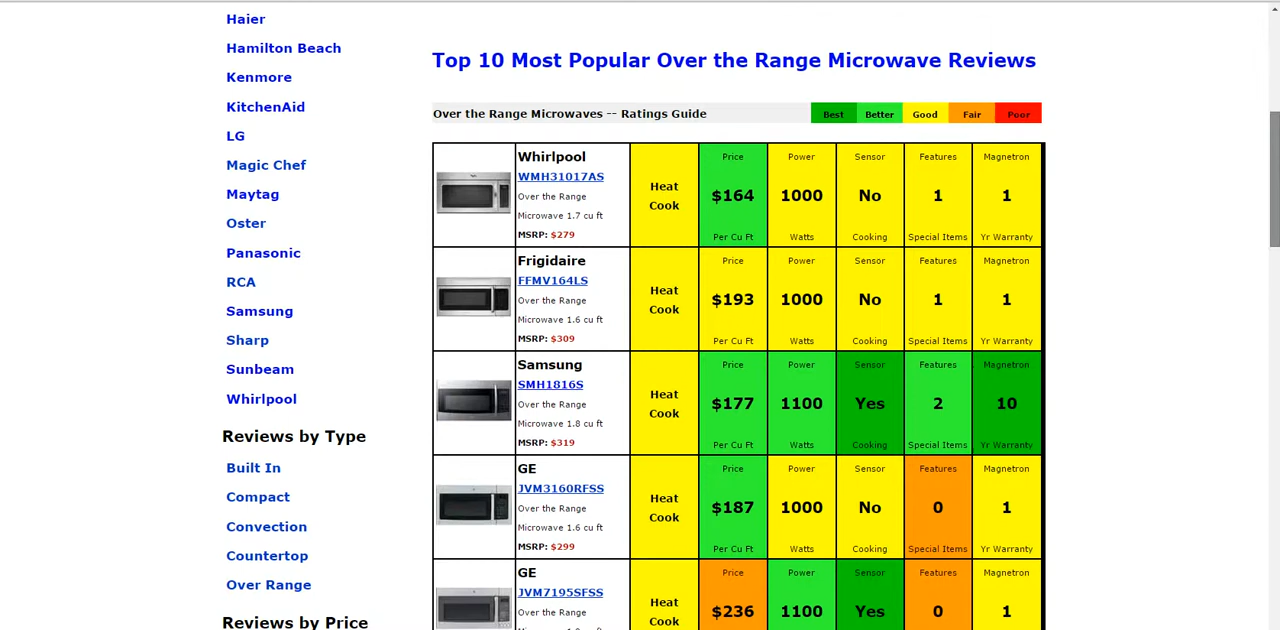 Haier
Hamilton Beach
Kenmore
KitchenAid
LG
Magic Chef
Maytag
Oster
Panasonic
RCA
Samsung
Sharp
Sunbeam
Whirlpool
Reviews by Type
Built In
Compact
Convection
Countertop
Over Range
Reviews by Price
Top 10 Most Popular Over the Range Microwave Reviews
Over the Range Microwaves -- Ratings Guide Best Better Good Fair Poor
Whirlpool
WMH31017AS
Over the Range
Microwave 1.7 cu ft
MSRP: $279
Heat
Cook
Price Power Sensor Features Magnetron
$164 1000 No 1 1
Per Cu Ft Watts Cooking Special Items Yr Warranty
Frigidaire
FFMV164LS
Over the Range
Microwave 1.6 cu ft
MSRP: $309
Heat
Cook
Price Power Sensor Features Magnetron
$193 1000 No 1 1
Per Cu Ft Watts Cooking Special Items Yr Warranty
Samsung
SMH1816S
Over the Range
Microwave 1.8 cu ft
MSRP: $319
Heat
Cook
Price Power Sensor Features Magnetron
$177 1100 Yes 2 10
Per Cu Ft Watts Cooking Special Items Yr Warranty
GE
JVM3160RFSS
Over the Range
Microwave 1.6 cu ft
MSRP: $299
Heat
Cook
Price Power Sensor Features Magnetron
$187 1000 No 0 1
Per Cu Ft Watts Cooking Special Items Yr Warranty
GE
JVM7195SFSS
Over the Range
Heat
Cook
Price Power Sensor Features Magnetron
$236 1100 Yes 0 1